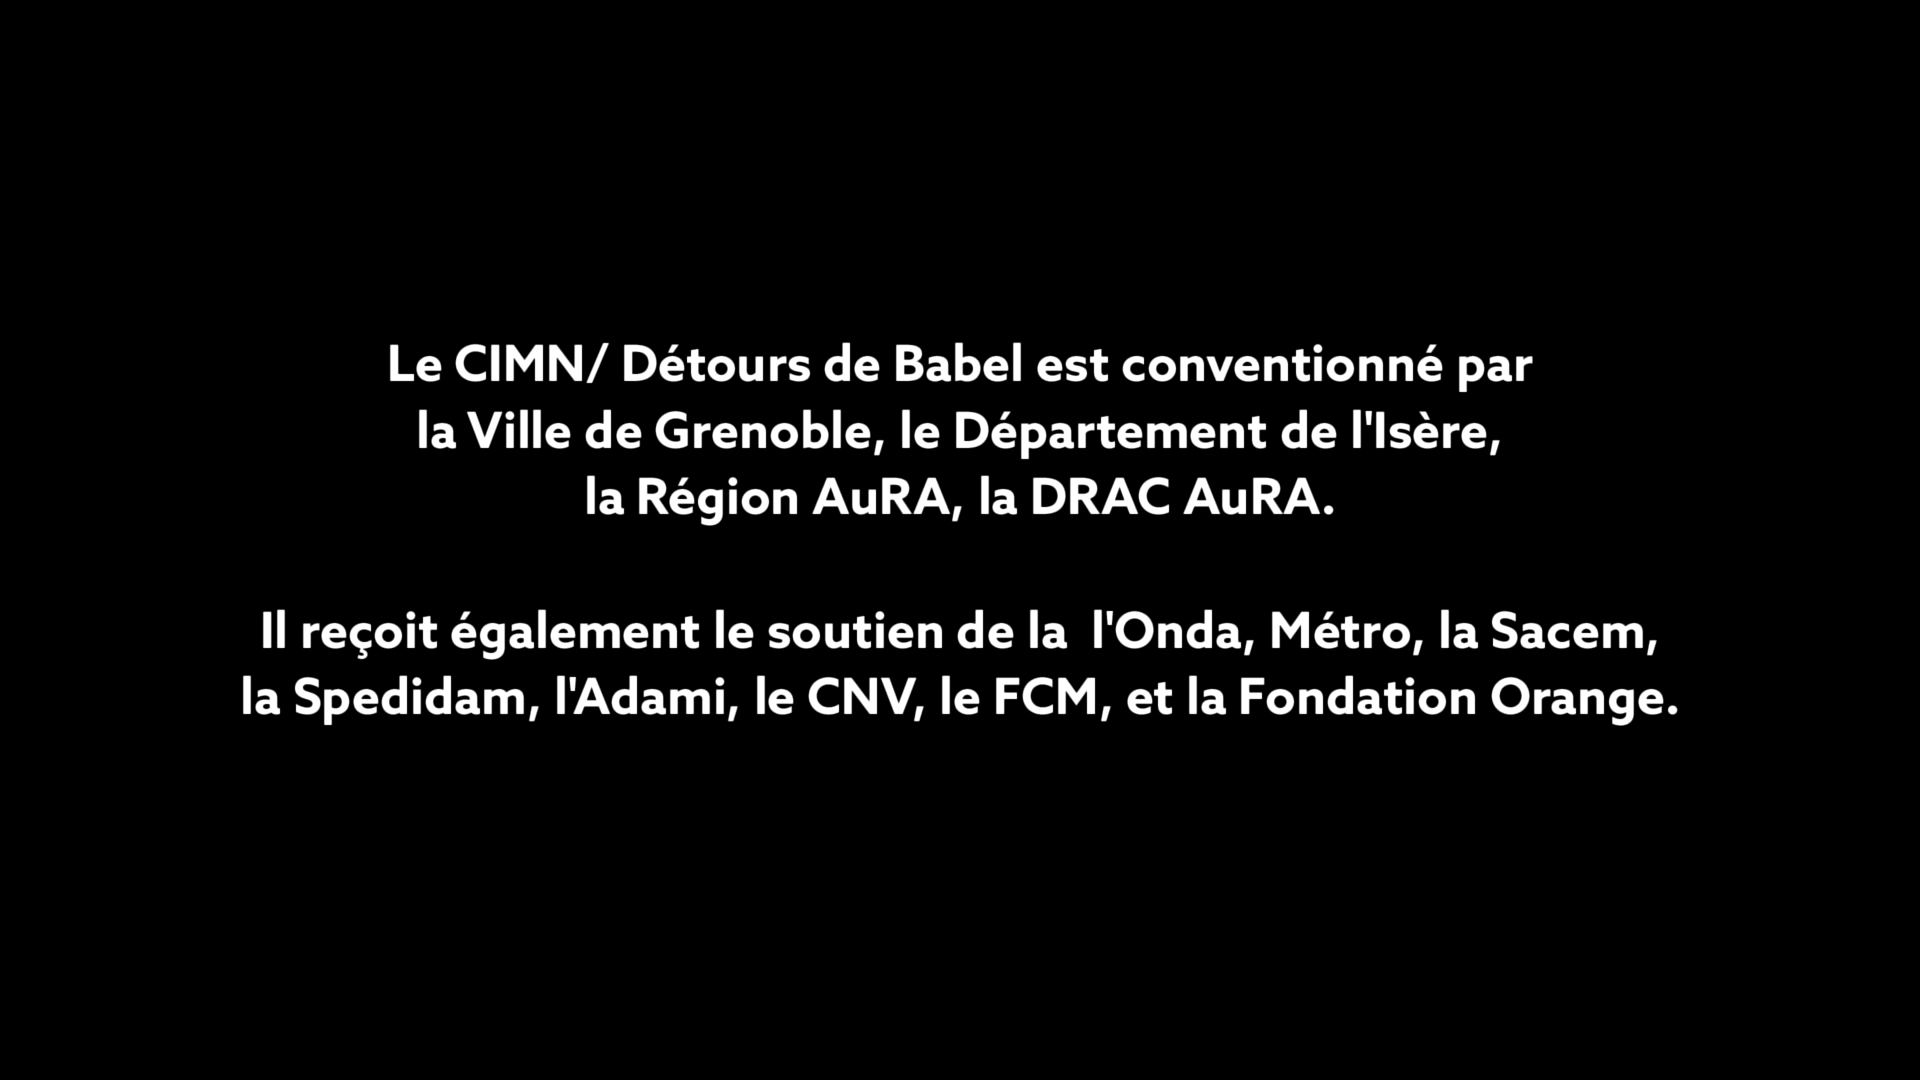 Le CIMN/ Détours de Babel est conventionné par
la Ville de Grenoble, le Département de l'Isère,
la Région AuRA, la DRAC AuRA.
Il reçoit également le soutien de la  l'Onda, Métro, la Sacem,
la Spedidam, l'Adami, le CNV, le FCM, et la Fondation Orange.